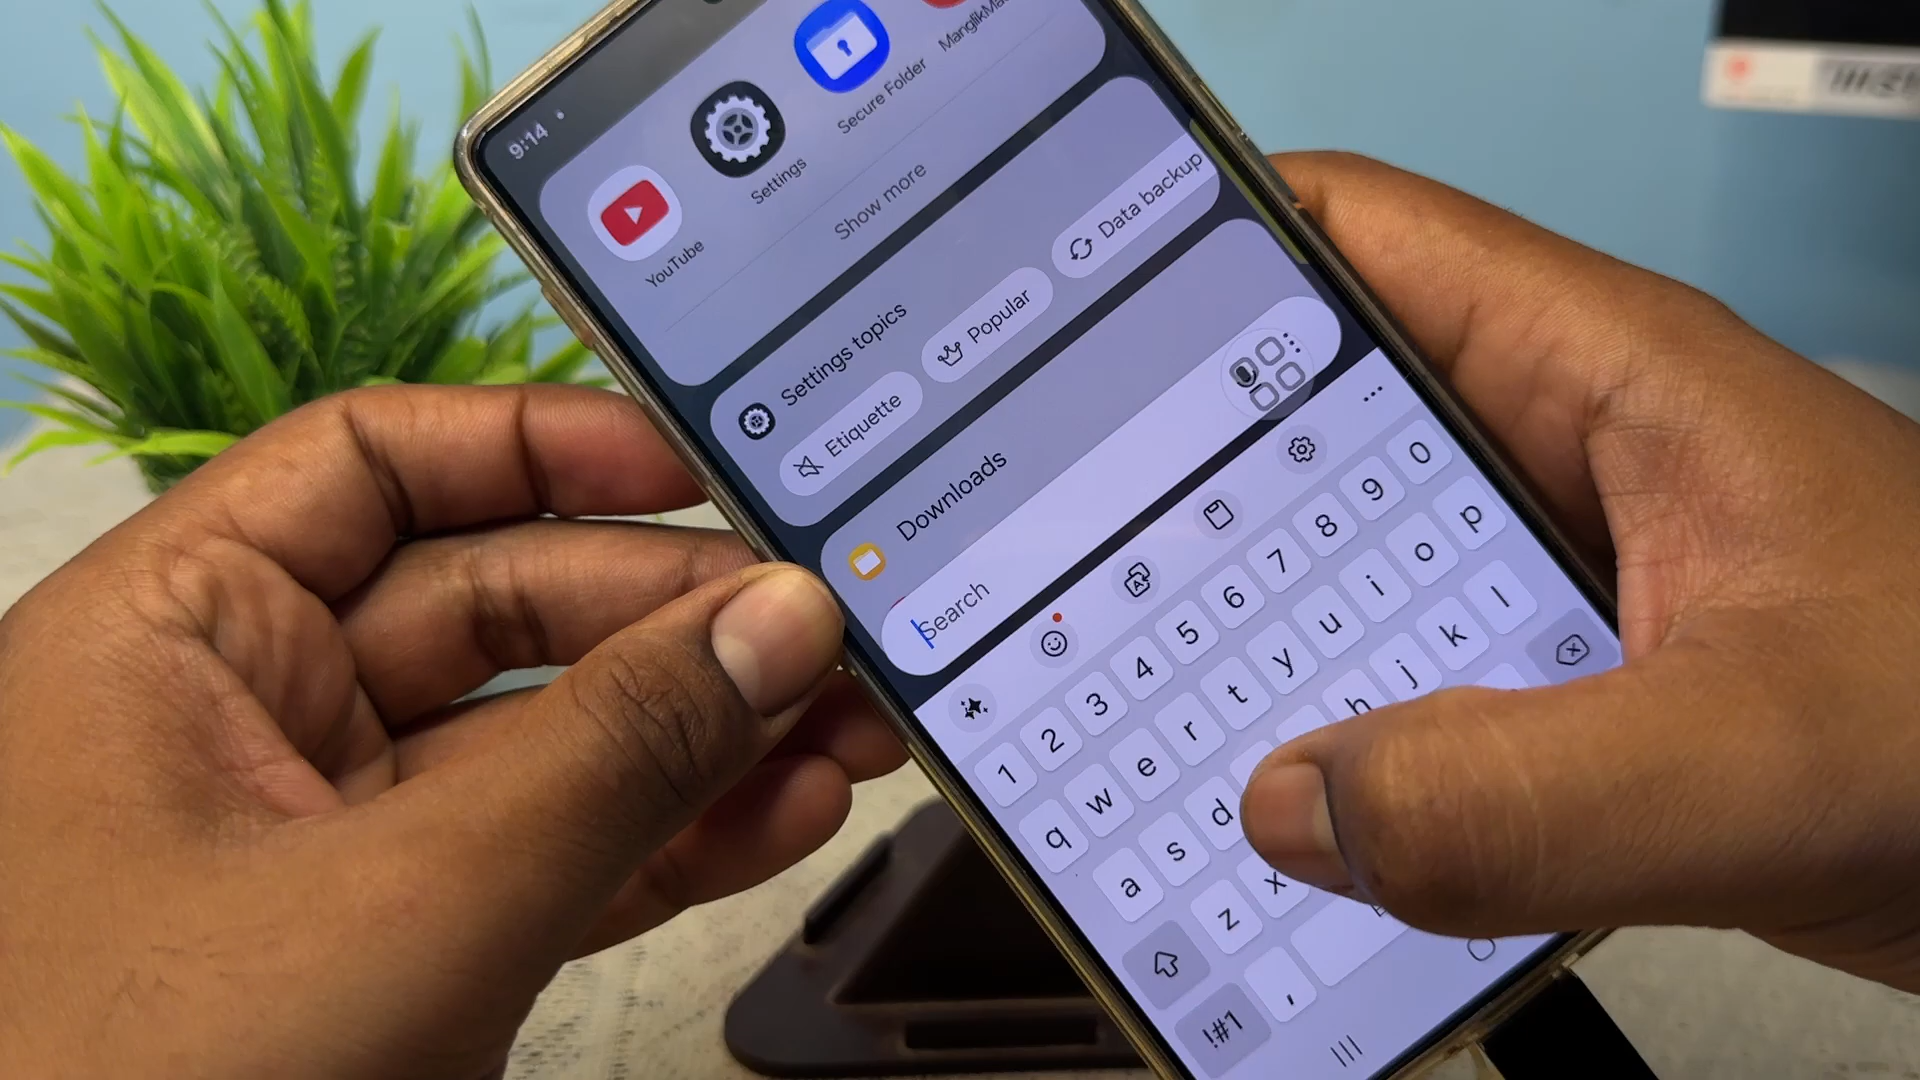 9:14
YouTube
Settings
Secure Folder
Show more
Settings topics
Etiquette
Popular
Data backup
Downloads
Search
1 2 3 4 5 6 7 8 9 0
q w e r t y u i o p
a s d h j k l
z x
!#1 ,